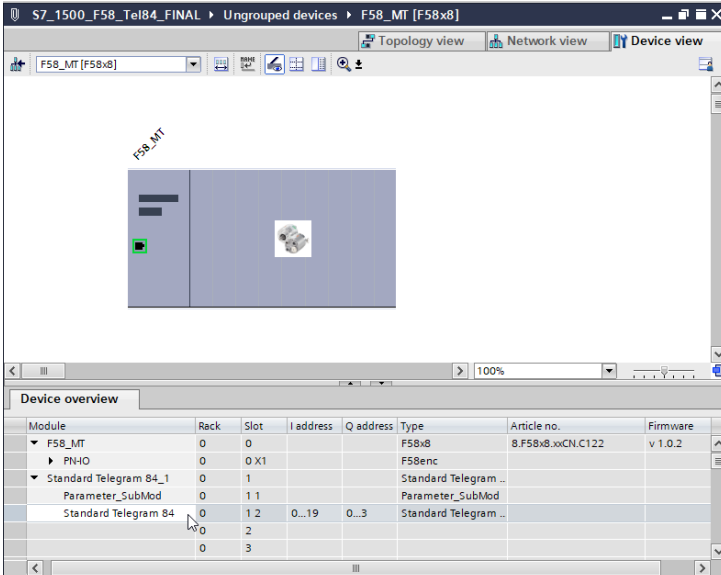 S7_1500_F58_Tel84_FINAL ▸ Ungrouped devices ▸ F58_MT [F58x8]
Topology view Network view Device view
F58_MT [F58x8]
F58_MT
100%
Device overview
Module Rack Slot I address Q address Type Article no. Firmware
F58_MT 0 0 F58x8 8.F58x8.xxCN.C122 v 1.0.2
PN-IO 0 0 X1 F58enc
Standard Telegram 84_1 0 1 Standard Telegram ..
Parameter_SubMod 0 1 1 Parameter_SubMod
Standard Telegram 84 0 1 2 0...19 0...3 Standard Telegram ..
0 2
0 3